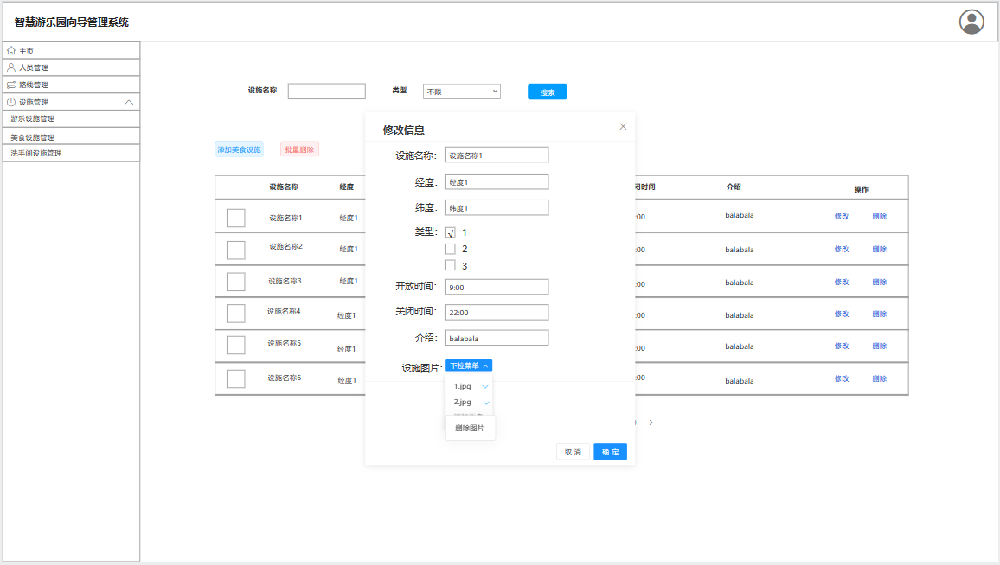 智慧游乐园向导管理系统
主页
人员管理
路线管理
设施管理
游乐设施管理
美食设施管理
洗手间设施管理
设施名称 类型 不限 搜索
添加美食设施 批量删除
设施名称 经度 闭时间 介绍 操作
设施名称1 经度1 :00 balabala 修改 删除
设施名称2 经度1 :00 balabala 修改 删除
设施名称3 经度1 :00 balabala 修改 删除
设施名称4 经度1 :00 balabala 修改 删除
设施名称5 经度1 :00 balabala 修改 删除
设施名称6 经度1 :00 balabala 修改 删除
修改信息
设施名称: 设施名称1
经度: 经度1
纬度: 纬度1
类型: √ 1
2
3
开放时间: 9:00
关闭时间: 22:00
介绍: balabala
设施图片: 下拉菜单
1.jpg
2.jpg
删除图片
取 消 确 定